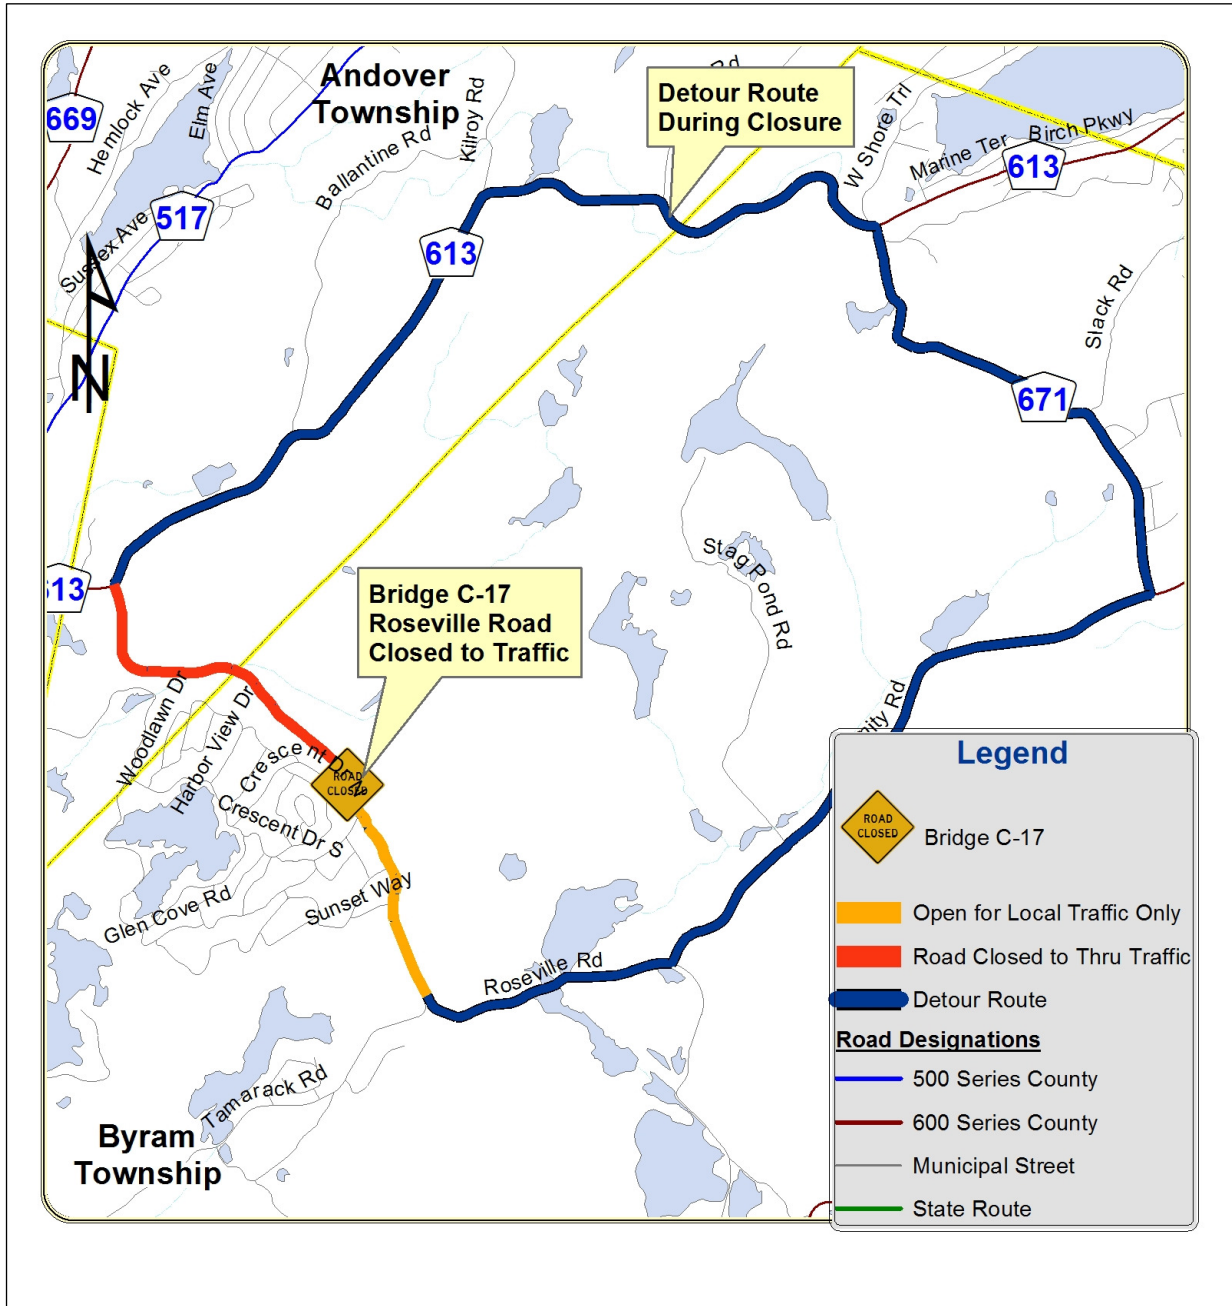 Andover
Township
669
Hemlock Ave
Elm Ave
517
Sussex Ave
Ballantine Rd
Kilroy Rd
Rd
Detour Route
During Closure
W Shore Trl
Marine Ter
Birch Pkwy
613
613
N
Slack Rd
671
Stag Pond Rd
13
Bridge C-17
Roseville Road
Closed to Traffic
Woodlawn Dr
Harbor View Dr
Crescent Dr N
ROAD
CLOSED
Crescent Dr S
Glen Cove Rd
Sunset Way
Roseville Rd
nity Rd
Tamarack Rd
Byram
Township
Legend
ROAD
CLOSED
Bridge C-17
Open for Local Traffic Only
Road Closed to Thru Traffic
Detour Route
Road Designations
500 Series County
600 Series County
Municipal Street
State Route